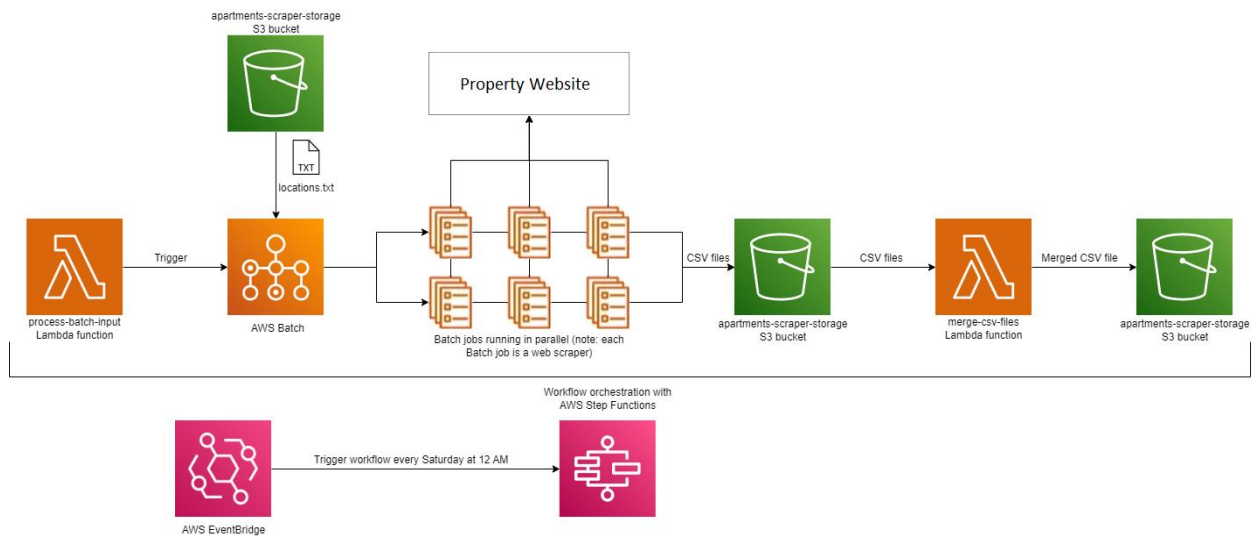 apartments-scraper-storage
S3 bucket
Property Website
TXT
locations.txt
Trigger
CSV files
CSV files
Merged CSV file
process-batch-input
Lambda function
AWS Batch
Batch jobs running in parallel (note: each
Batch job is a web scraper)
apartments-scraper-storage
S3 bucket
merge-csv-files
Lambda function
apartments-scraper-storage
S3 bucket
Workflow orchestration with
AWS Step Functions
Trigger workflow every Saturday at 12 AM
AWS EventBridge